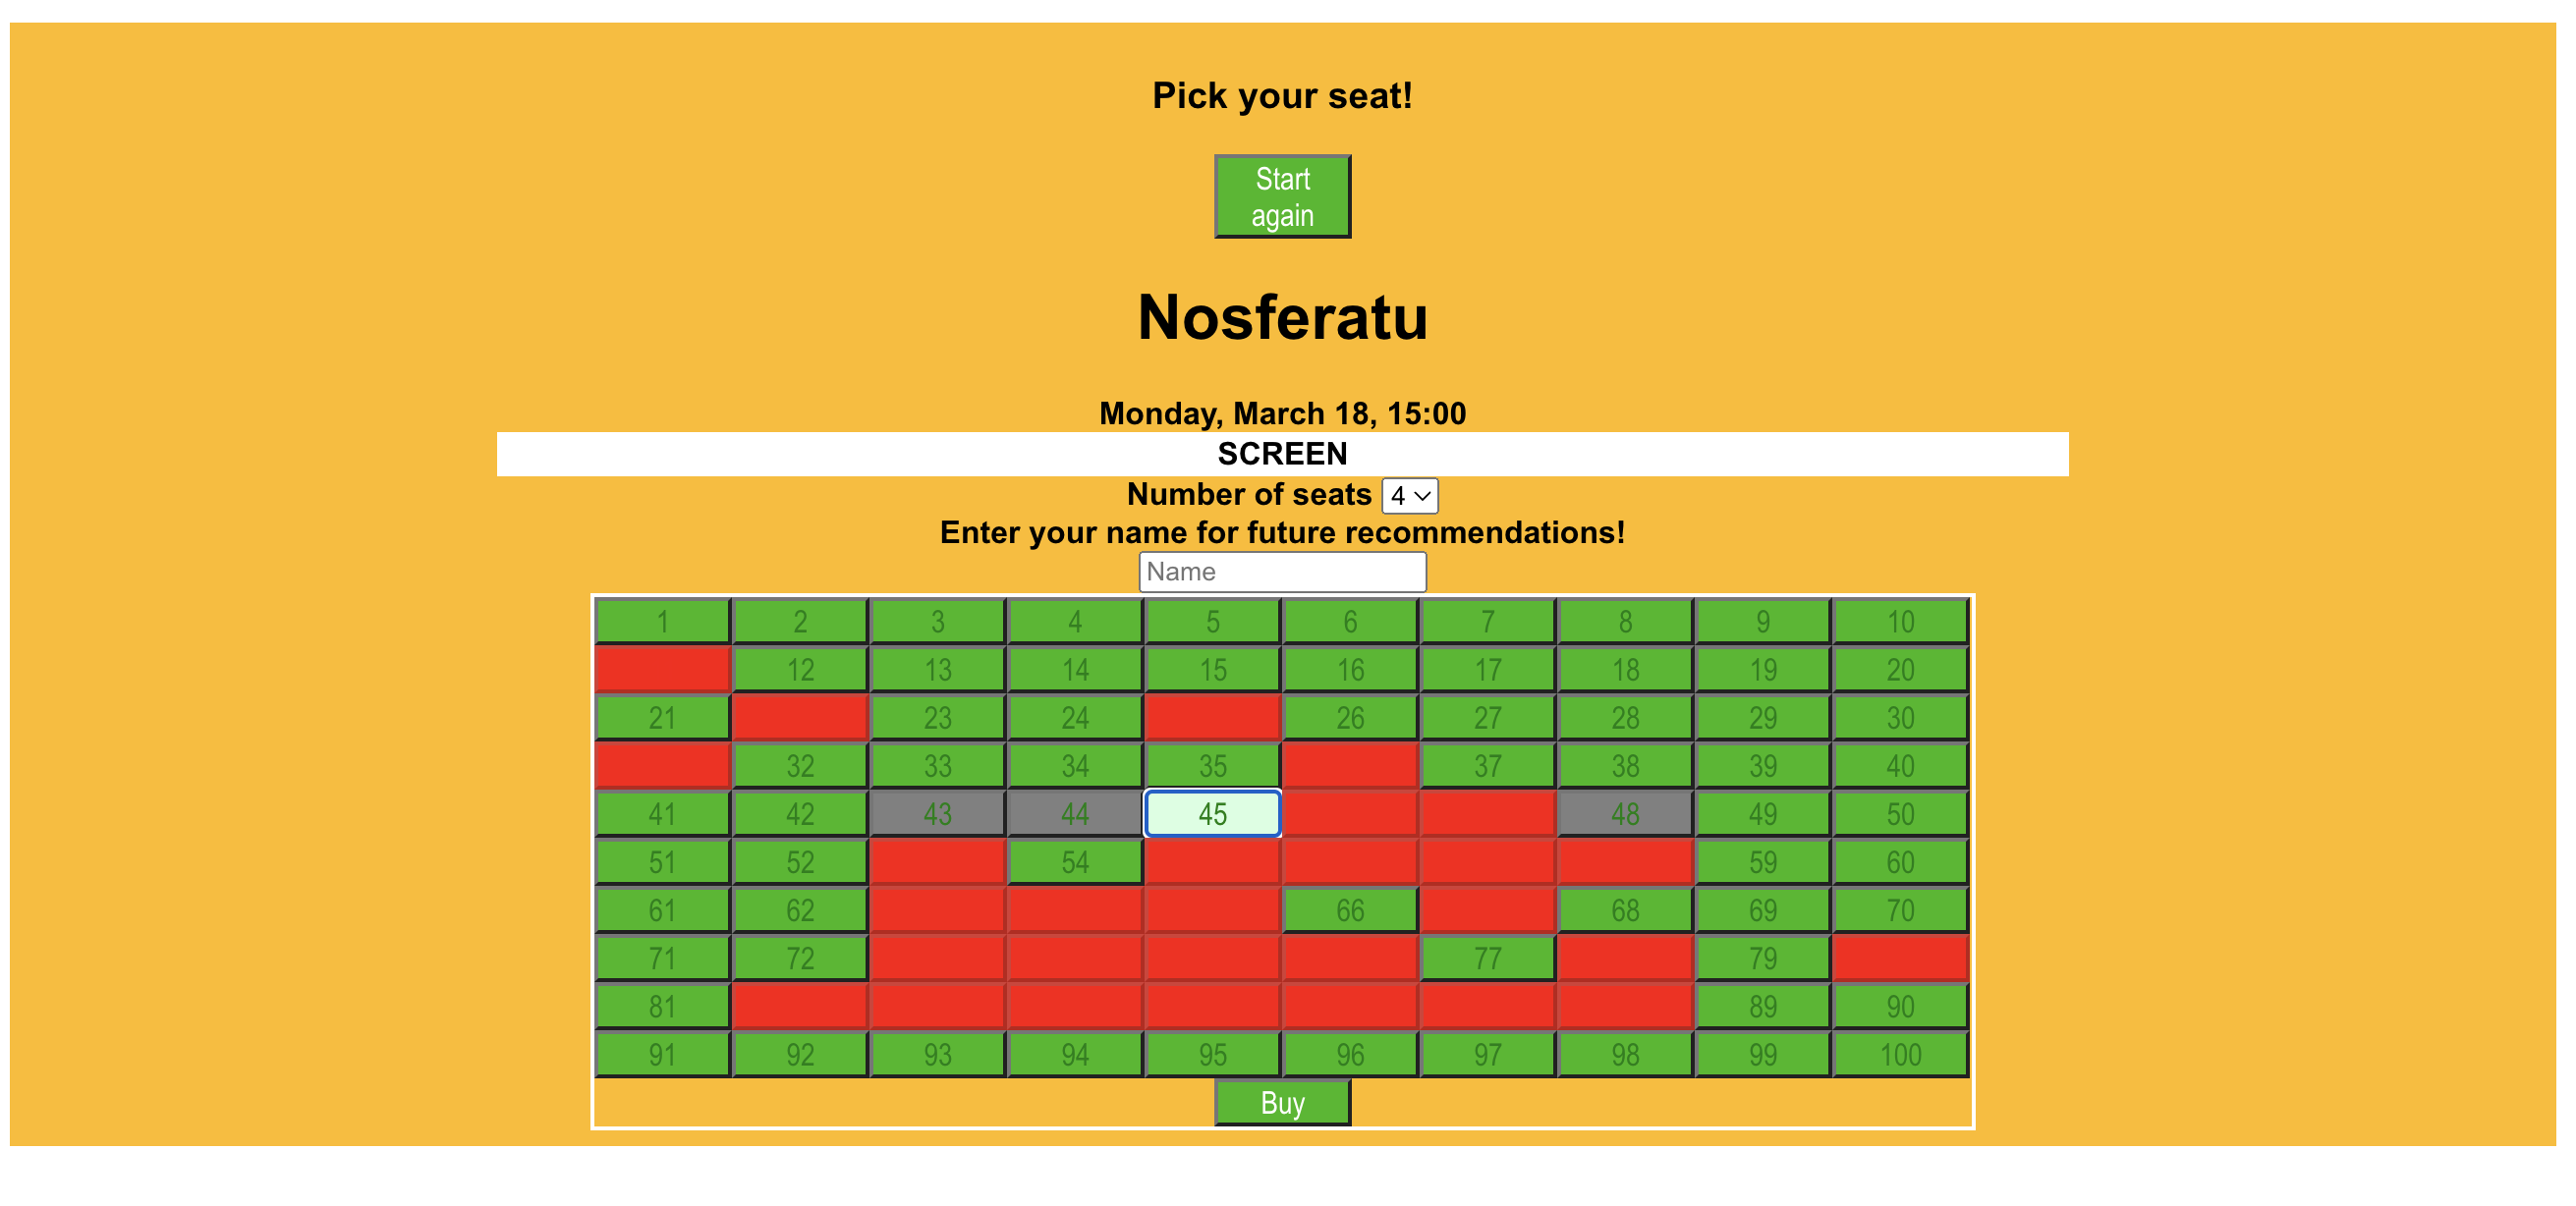 Pick your seat!
Start
again
Nosferatu
Monday, March 18, 15:00
SCREEN
Number of seats 4
Enter your name for future recommendations!
Name
1 2 3 4 5 6 7 8 9 10
12 13 14 15 16 17 18 19 20
21 23 24 26 27 28 29 30
32 33 34 35 37 38 39 40
41 42 43 44 45 48 49 50
51 52 54 59 60
61 62 66 68 69 70
71 72 77 79
81 89 90
91 92 93 94 95 96 97 98 99 100
Buy